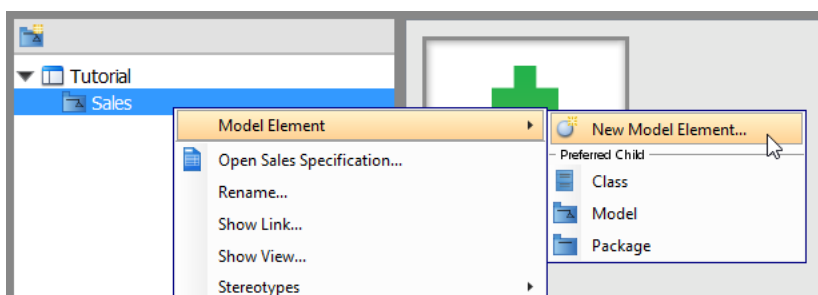 Tutorial
Sales
Model Element
Open Sales Specification...
Rename...
Show Link...
Show View...
Stereotypes
New Model Element...
Preferred Child
Class
Model
Package